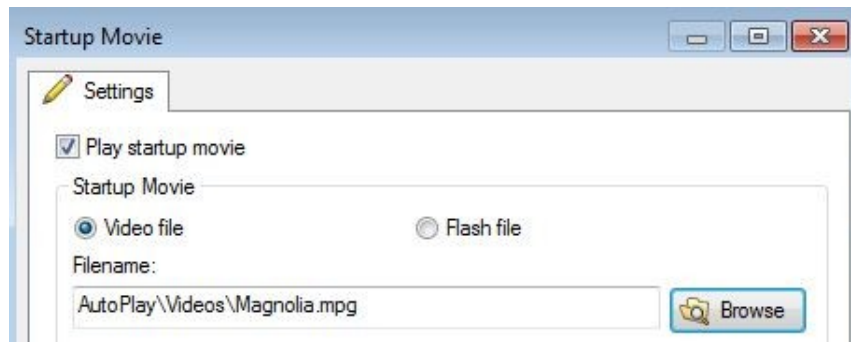 Startup Movie
Settings
Play startup movie
Startup Movie
Video file Flash file
Filename:
AutoPlay\Videos\Magnolia.mpg Browse